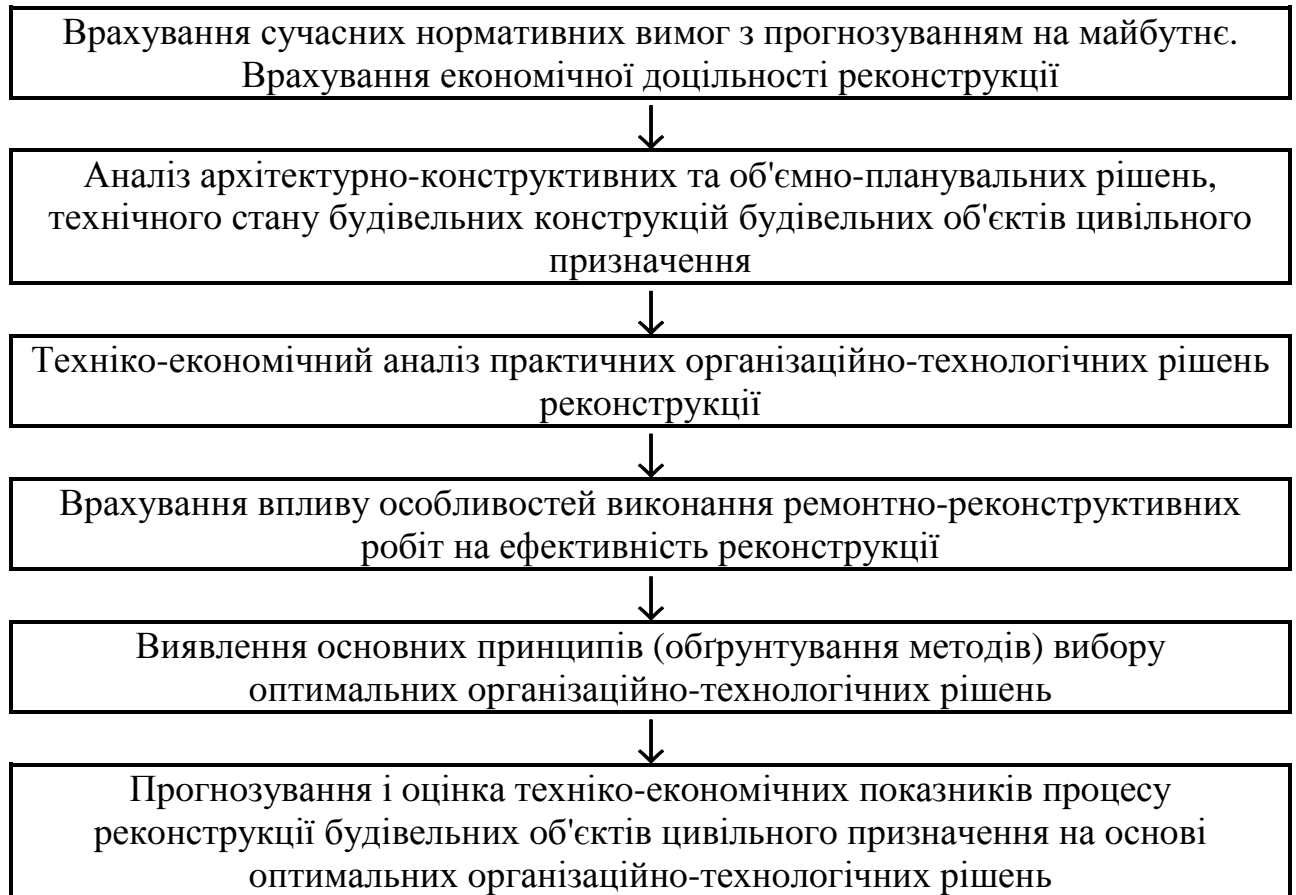 Врахування сучасних нормативних вимог з прогнозуванням на майбутнє.
Врахування економічної доцільності реконструкції
Аналіз архітектурно-конструктивних та об'ємно-планувальних рішень,
технічного стану будівельних конструкцій будівельних об'єктів цивільного
призначення
Техніко-економічний аналіз практичних організаційно-технологічних рішень
реконструкції
Врахування впливу особливостей виконання ремонтно-реконструктивних
робіт на ефективність реконструкції
Виявлення основних принципів (обґрунтування методів) вибору
оптимальних організаційно-технологічних рішень
Прогнозування і оцінка техніко-економічних показників процесу
реконструкції будівельних об'єктів цивільного призначення на основі
оптимальних організаційно-технологічних рішень